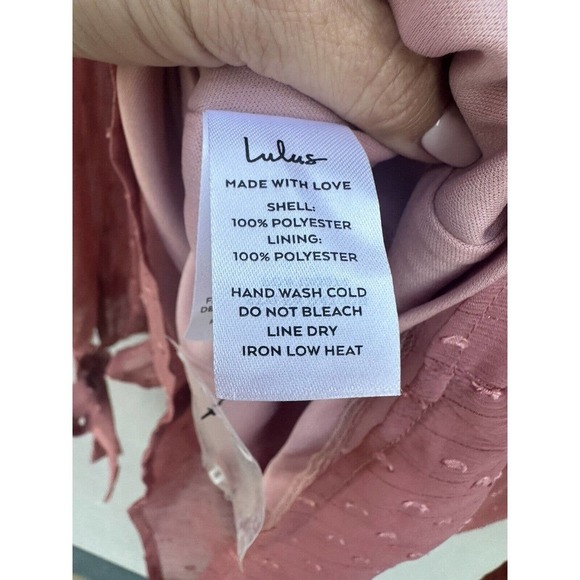 Lulus
MADE WITH LOVE
SHELL:
100% POLYESTER
LINING:
100% POLYESTER
HAND WASH COLD
DO NOT BLEACH
LINE DRY
IRON LOW HEAT